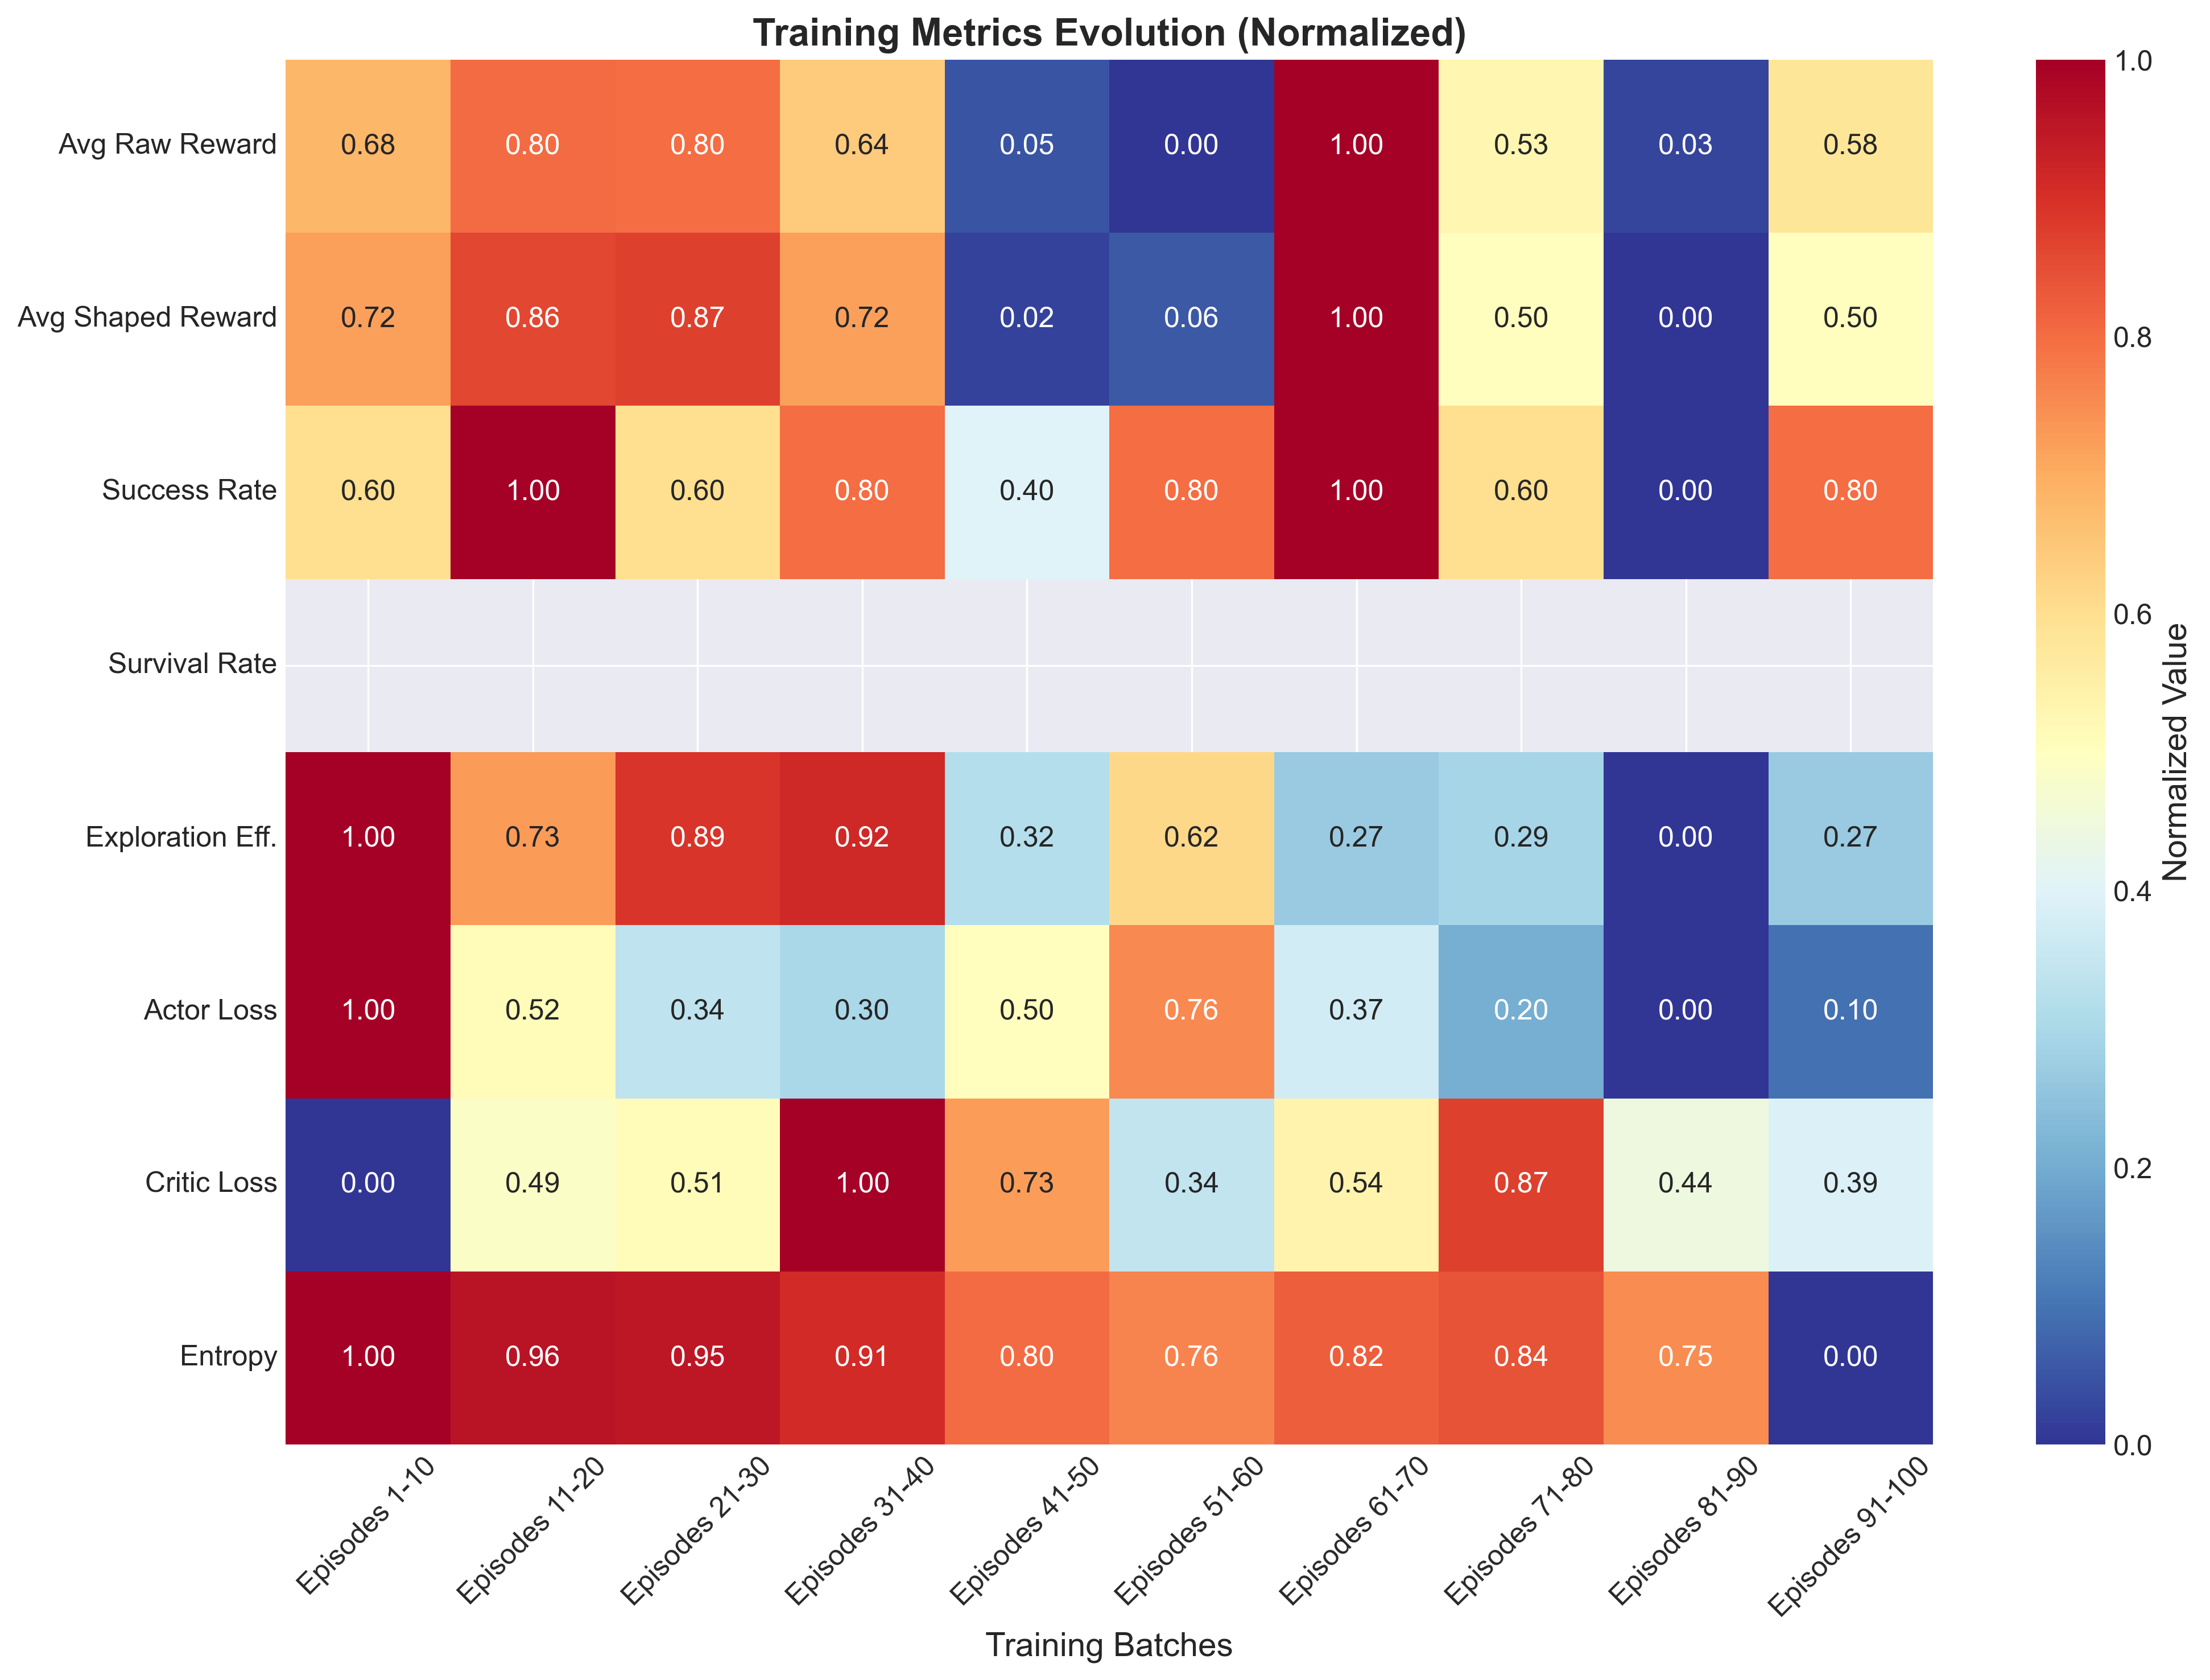 Training Metrics Evolution (Normalized)
Avg Raw Reward 0.68 0.80 0.80 0.64 0.05 0.00 1.00 0.53 0.03 0.58
Avg Shaped Reward 0.72 0.86 0.87 0.72 0.02 0.06 1.00 0.50 0.00 0.50
Success Rate 0.60 1.00 0.60 0.80 0.40 0.80 1.00 0.60 0.00 0.80
Survival Rate
Exploration Eff. 1.00 0.73 0.89 0.92 0.32 0.62 0.27 0.29 0.00 0.27
Actor Loss 1.00 0.52 0.34 0.30 0.50 0.76 0.37 0.20 0.00 0.10
Critic Loss 0.00 0.49 0.51 1.00 0.73 0.34 0.54 0.87 0.44 0.39
Entropy 1.00 0.96 0.95 0.91 0.80 0.76 0.82 0.84 0.75 0.00
Episodes 1-10
Episodes 11-20
Episodes 21-30
Episodes 31-40
Episodes 41-50
Episodes 51-60
Episodes 61-70
Episodes 71-80
Episodes 81-90
Episodes 91-100
Training Batches
1.0
0.8
0.6
0.4
0.2
0.0
Normalized Value